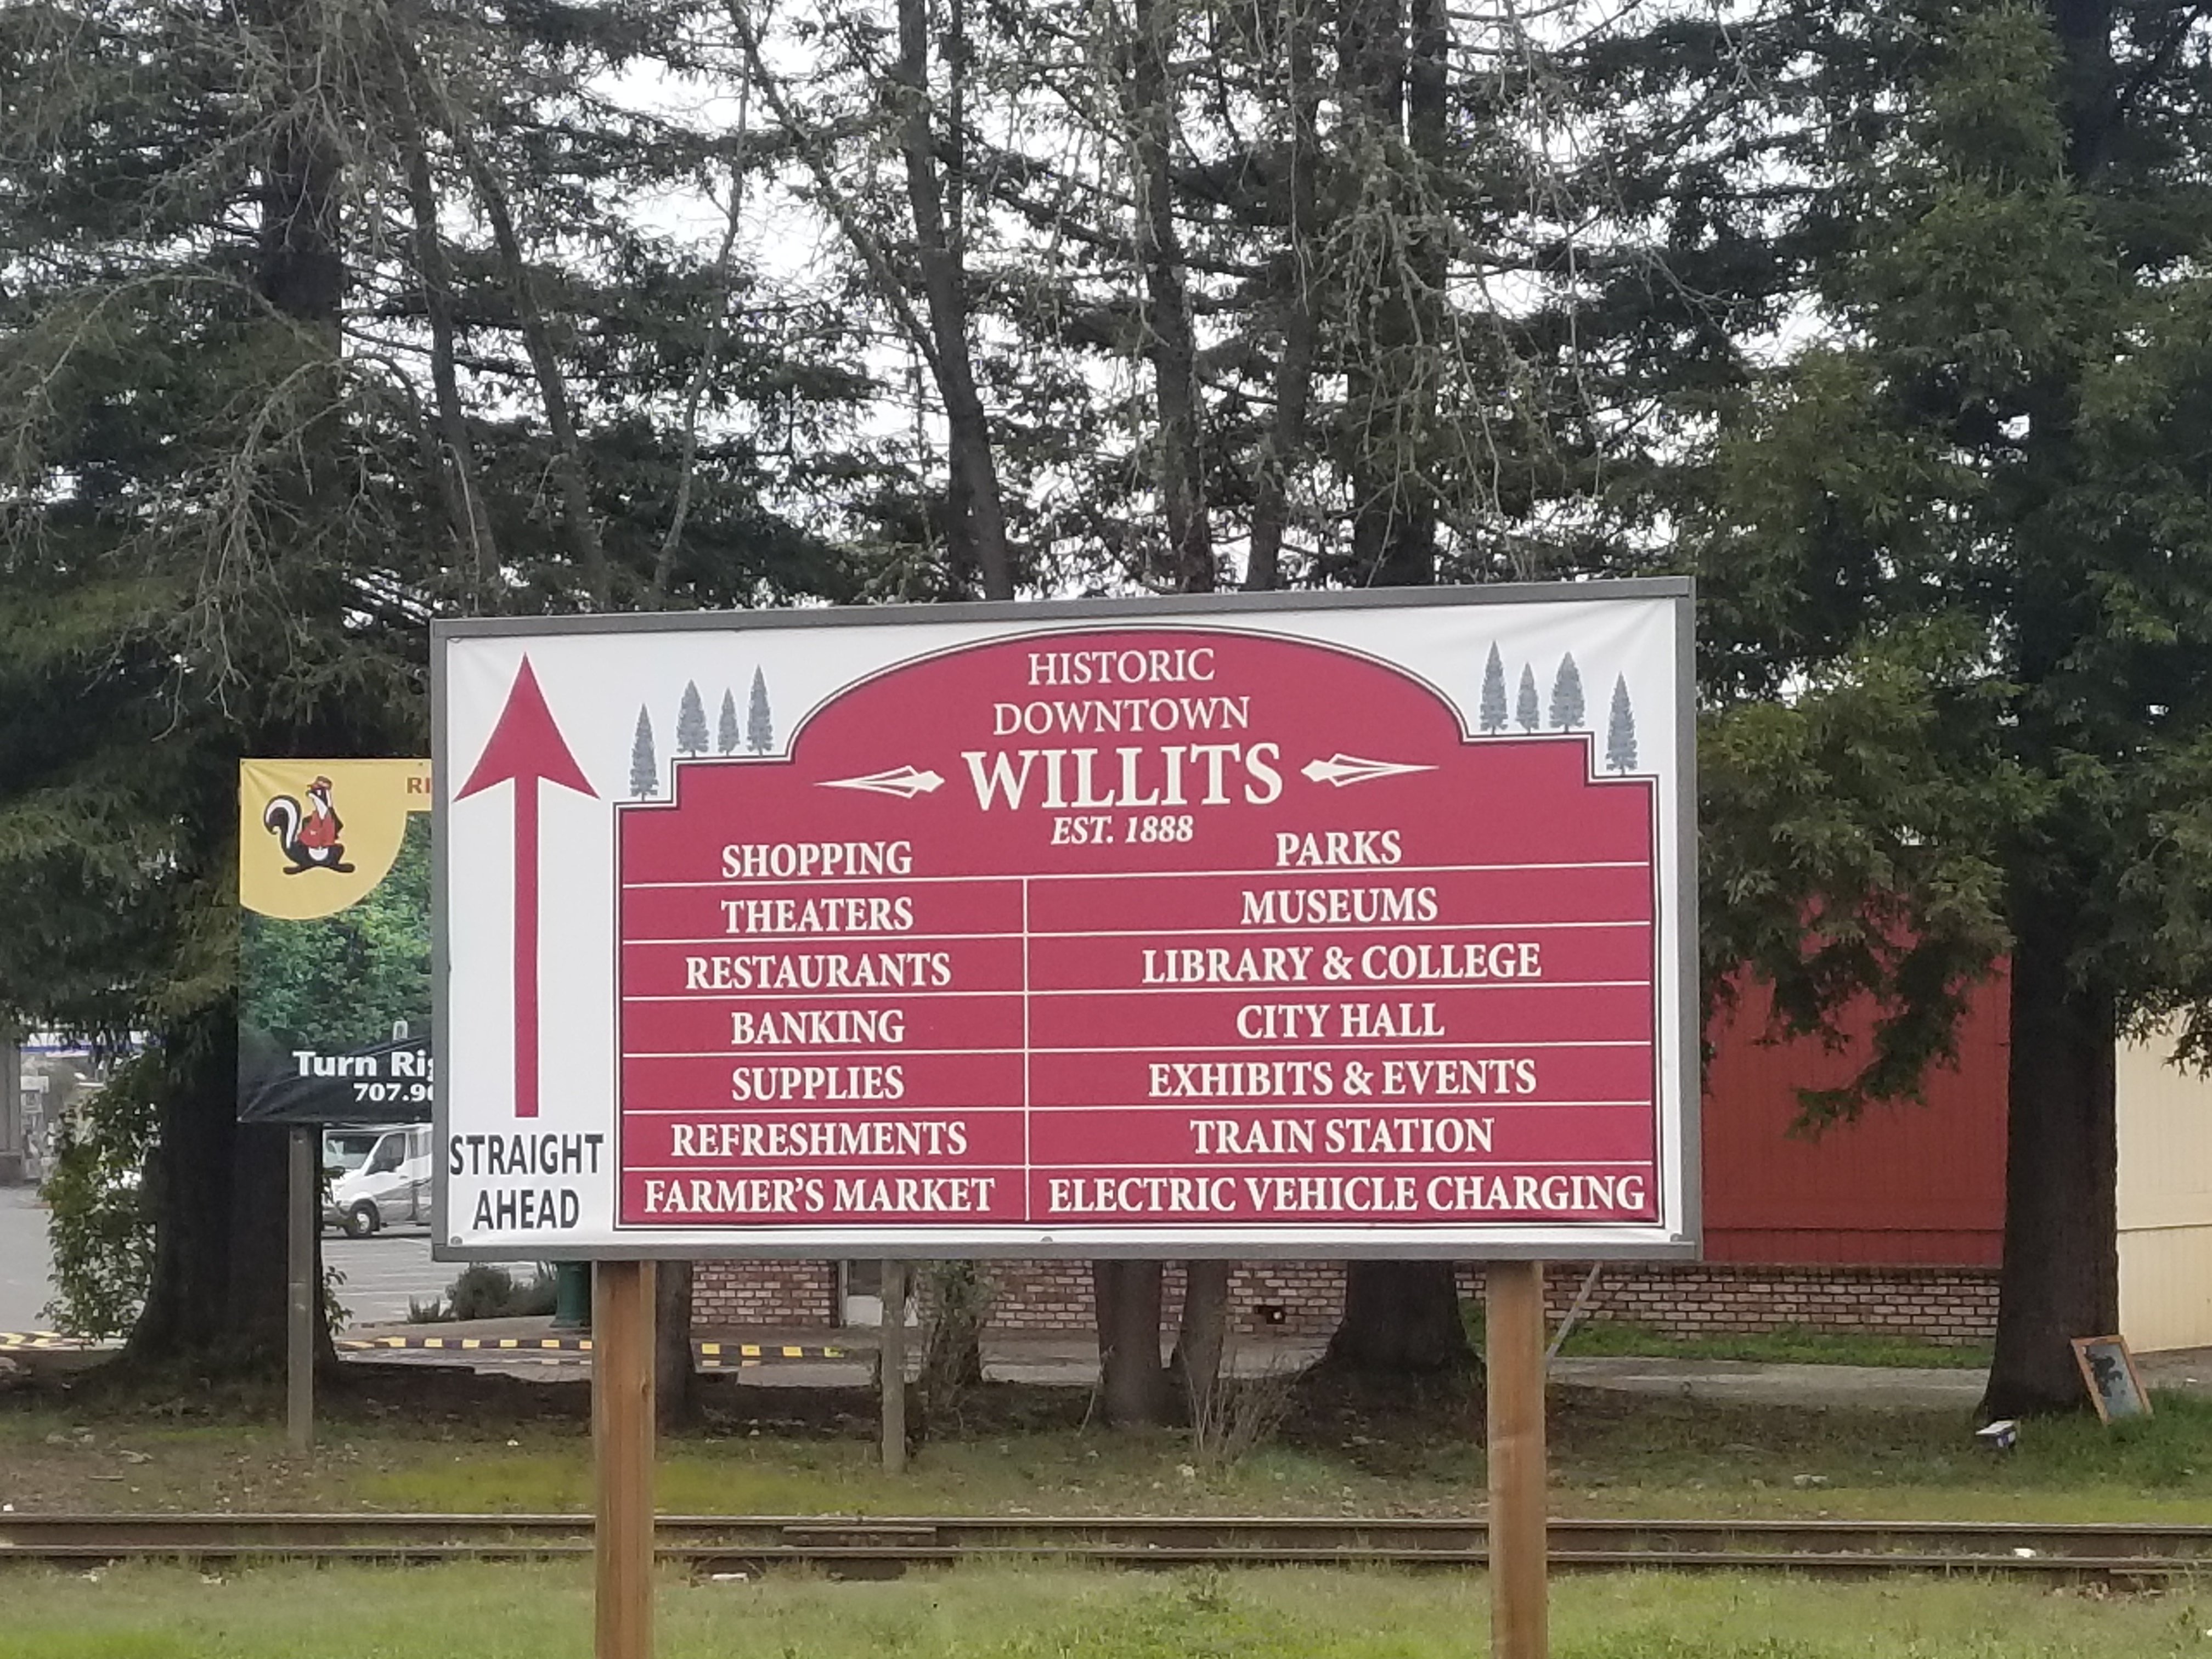 HISTORIC
DOWNTOWN
WILLITS
EST. 1888
SHOPPING
PARKS
THEATERS
MUSEUMS
RESTAURANTS
LIBRARY & COLLEGE
BANKING
CITY HALL
SUPPLIES
EXHIBITS & EVENTS
REFRESHMENTS
TRAIN STATION
FARMER'S MARKET
ELECTRIC VEHICLE CHARGING
STRAIGHT
AHEAD
Turn